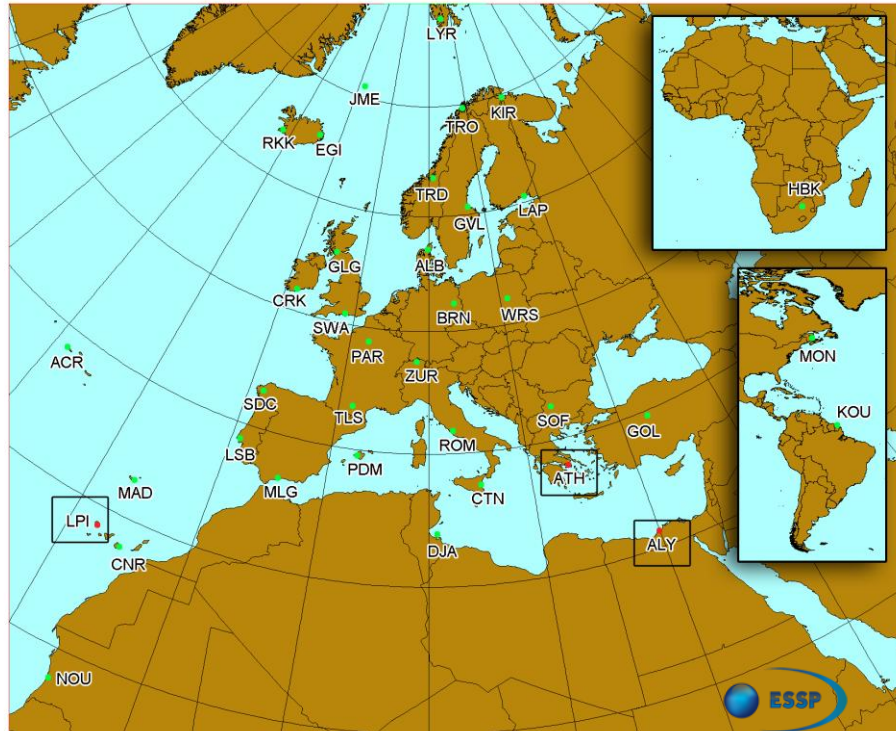 LYR
JME
KIR
TRO
RKK
EGI
TRD
HBK
GVL
LAP
GLG
ALB
CRK
BRN
WRS
SWA
MON
PAR
ACR
ZUR
SDC
KOU
TLS
SOF
GOL
ROM
LSB
PDM
ATH
MLG
CTN
MAD
LPI
ALY
DJA
CNR
NOU
ESSP